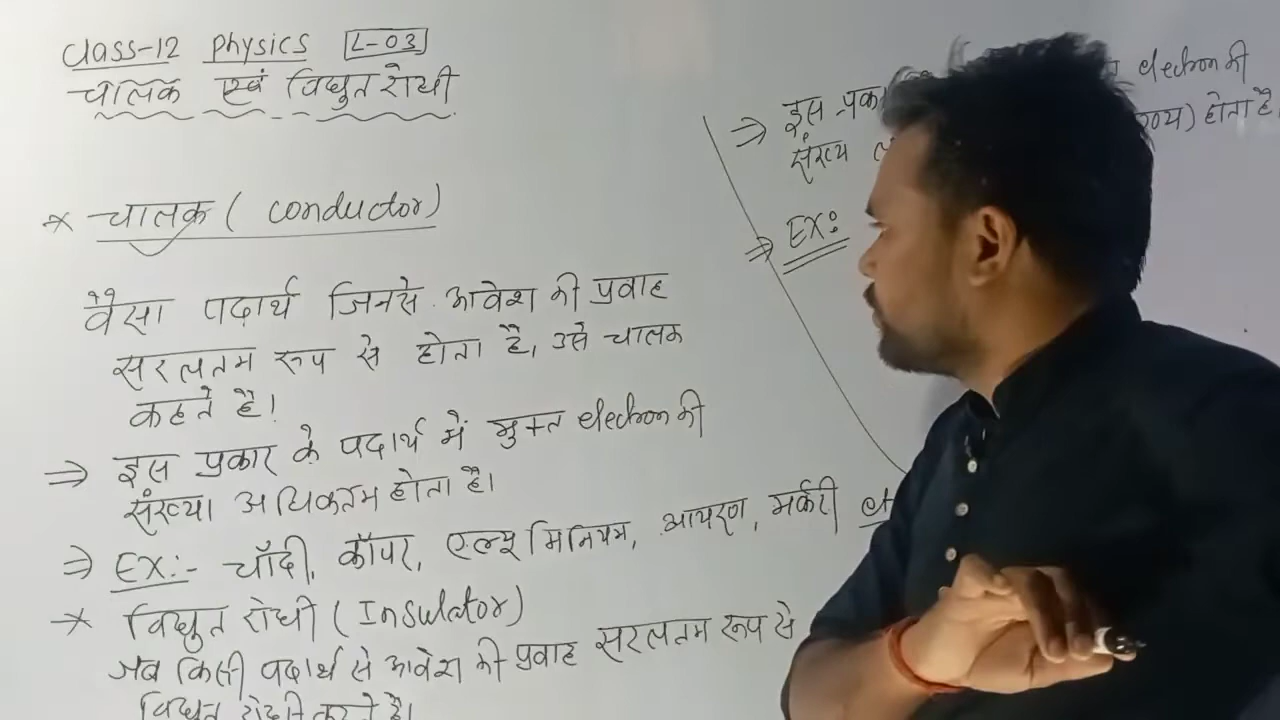 Class-12 Physics L-03
चालक एवं विद्युत रोधी
* चालक ( conductor)
वैसा पदार्थ जिनसे आवेश की प्रवाह
सरलतम रूप से होता है, उसे चालक
कहते है।
⇒ इस प्रकार के पदार्थ में मुक्त electron की
संख्या अधिकतम होता है।
⇒ EX:- चाँदी, कॉपर, एल्यूमिनियम, आयरण, मर्करी
* विद्युत रोधी ( Insulator)
जब किसी पदार्थ से आवेश की प्रवाह सरलतम रूप से
विद्युत रोधी कहते है।
⇒ इस electron की
संख्य होता है,
⇒ EX: